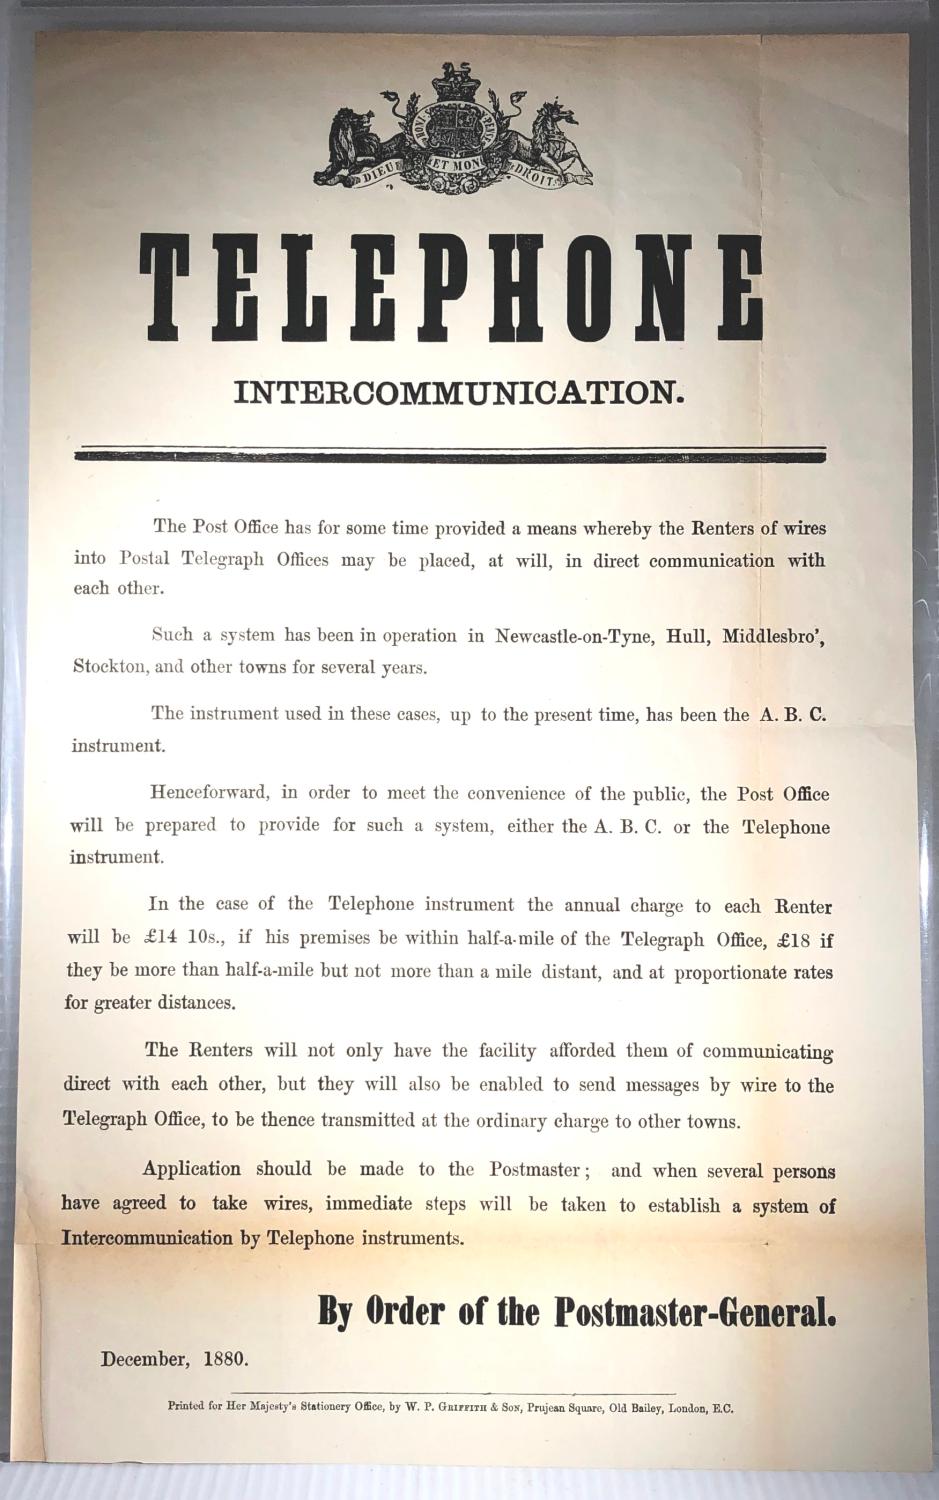 HONI SO
Y PENSE
DIEU ET MON DROIT
TELEPHONE
INTERCOMMUNICATION.
The Post Office has for some time provided a means whereby the Renters of wires
into Postal Telegraph Offices may be placed, at will, in direct communication with
each other.
Such a system has been in operation in Newcastle-on-Tyne, Hull, Middlesbro',
Stockton, and other towns for several years.
The instrument used in these cases, up to the present time, has been the A. B. C.
instrument.
Henceforward, in order to meet the convenience of the public, the Post Office
will be prepared to provide for such a system, either the A. B. C. or the Telephone
instrument.
In the case of the Telephone instrument the annual charge to each Renter
will be £14 10s., if his premises be within half-a-mile of the Telegraph Office, £18 if
they be more than half-a-mile but not more than a mile distant, and at proportionate rates
for greater distances.
The Renters will not only have the facility afforded them of communicating
direct with each other, but they will also be enabled to send messages by wire to the
Telegraph Office, to be thence transmitted at the ordinary charge to other towns.
Application should be made to the Postmaster; and when several persons
have agreed to take wires, immediate steps will be taken to establish a system of
Intercommunication by Telephone instruments.
By Order of the Postmaster-General.
December, 1880.
Printed for Her Majesty's Stationery Office, by W. P. GRIFFITH & SON, Prujean Square, Old Bailey, London, E.C.